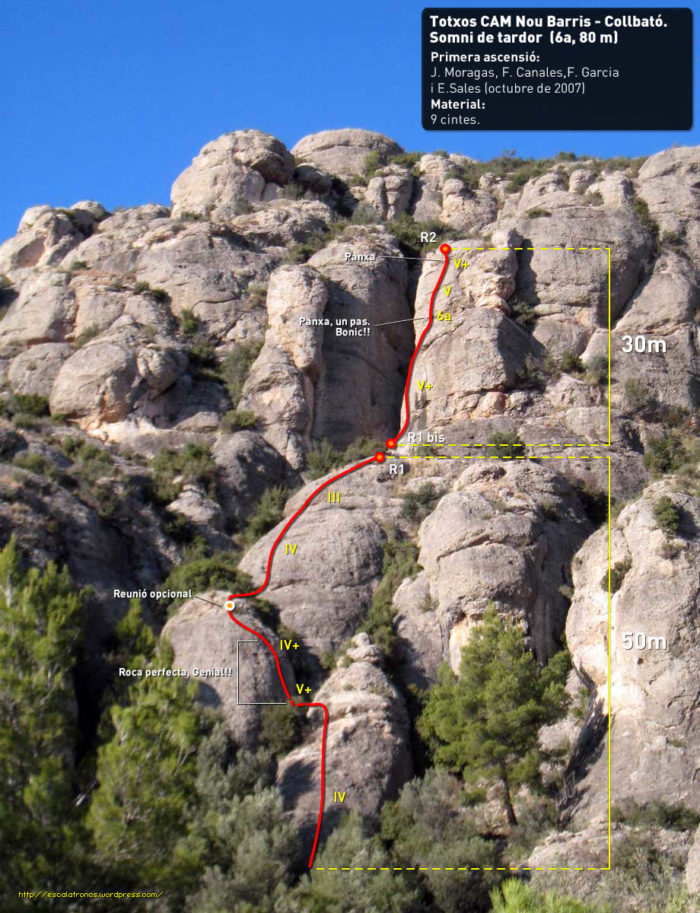 Totxos CAM Nou Barris - Collbató.
Somni de tardor (6a, 80 m)
Primera ascensió:
J. Moragas, F. Canales,F. Garcia
i E.Sales (octubre de 2007)
Material:
9 cintes.
R2
Panxa
V+
V
6a
Panxa, un pas.
Bonic!!
30m
V+
R1 bis
R1
III
IV
Reunió opcional
IV+
50m
Roca perfecta, Genial!!
V+
IV
http://escalatroncs.wordpress.com/